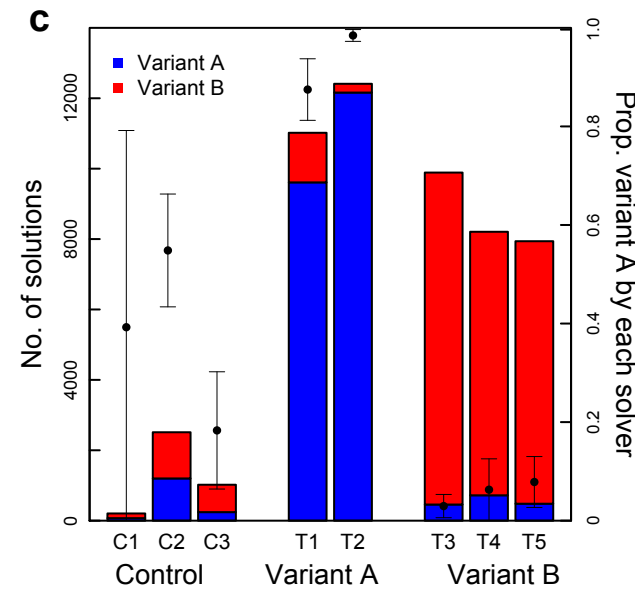 c
Variant A
Variant B
No. of solutions
0
4000
8000
12000
Prop. variant A by each solver
0
0.2
0.4
0.6
0.8
1.0
C1 C2 C3 T1 T2 T3 T4 T5
Control Variant A Variant B